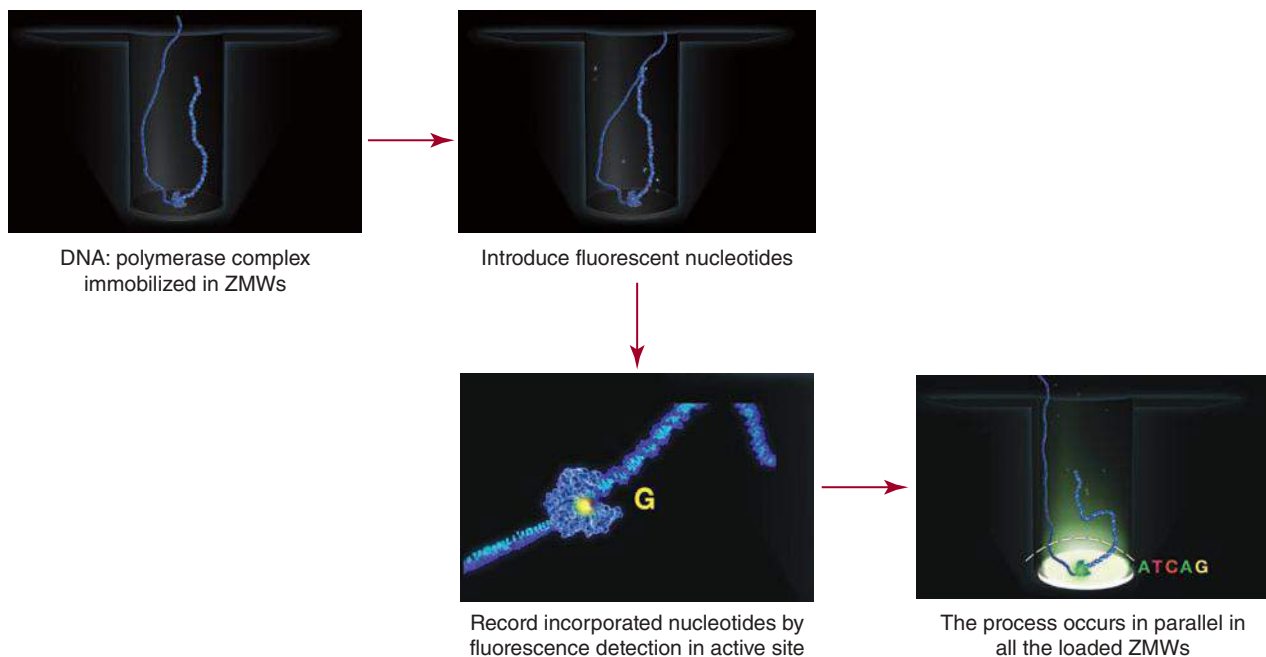 DNA: polymerase complex
immobilized in ZMWs
Introduce fluorescent nucleotides
G
Record incorporated nucleotides by
fluorescence detection in active site
ATCAG
The process occurs in parallel in
all the loaded ZMWs